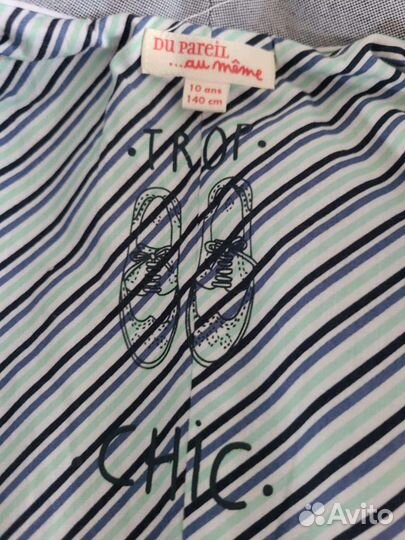 DU PAREIL
...au même
10 ans
140 cm
·TROP·
·CHIC·
Avito